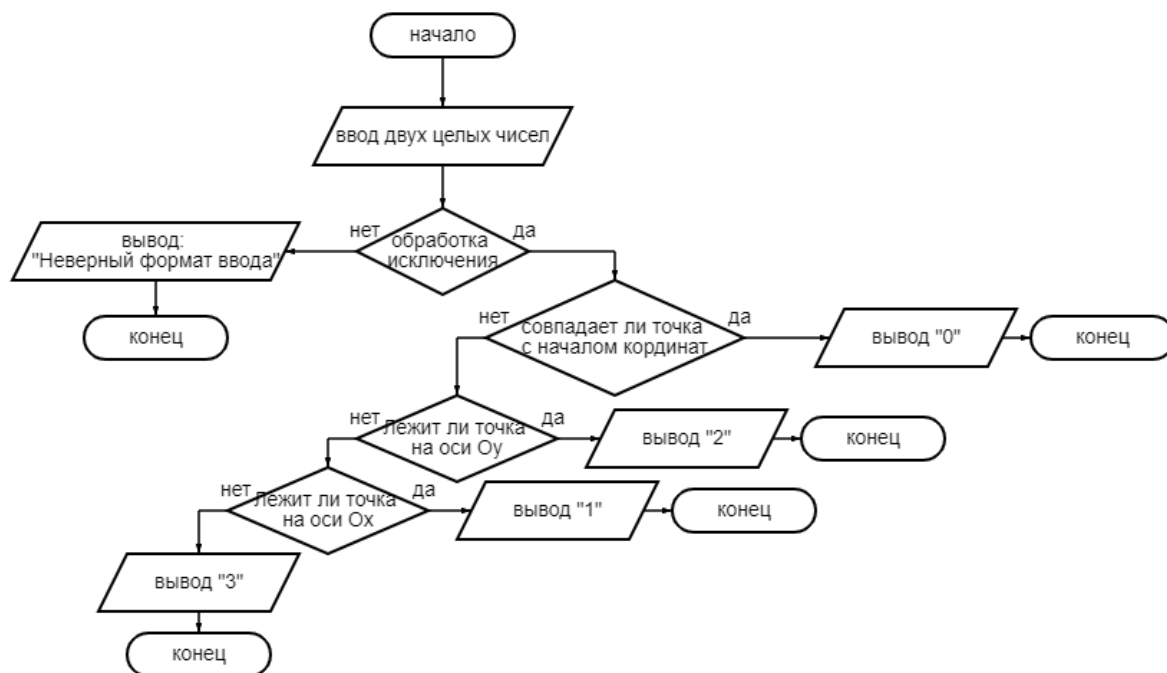 начало
ввод двух целых чисел
нет
да
вывод:
"Неверный формат ввода"
обработка
исключения
конец
нет
да
совпадает ли точка
с началом кординат
вывод "0"
конец
нет
да
лежит ли точка
на оси Oy
вывод "2"
конец
нет
да
лежит ли точка
на оси Ox
вывод "1"
конец
вывод "3"
конец